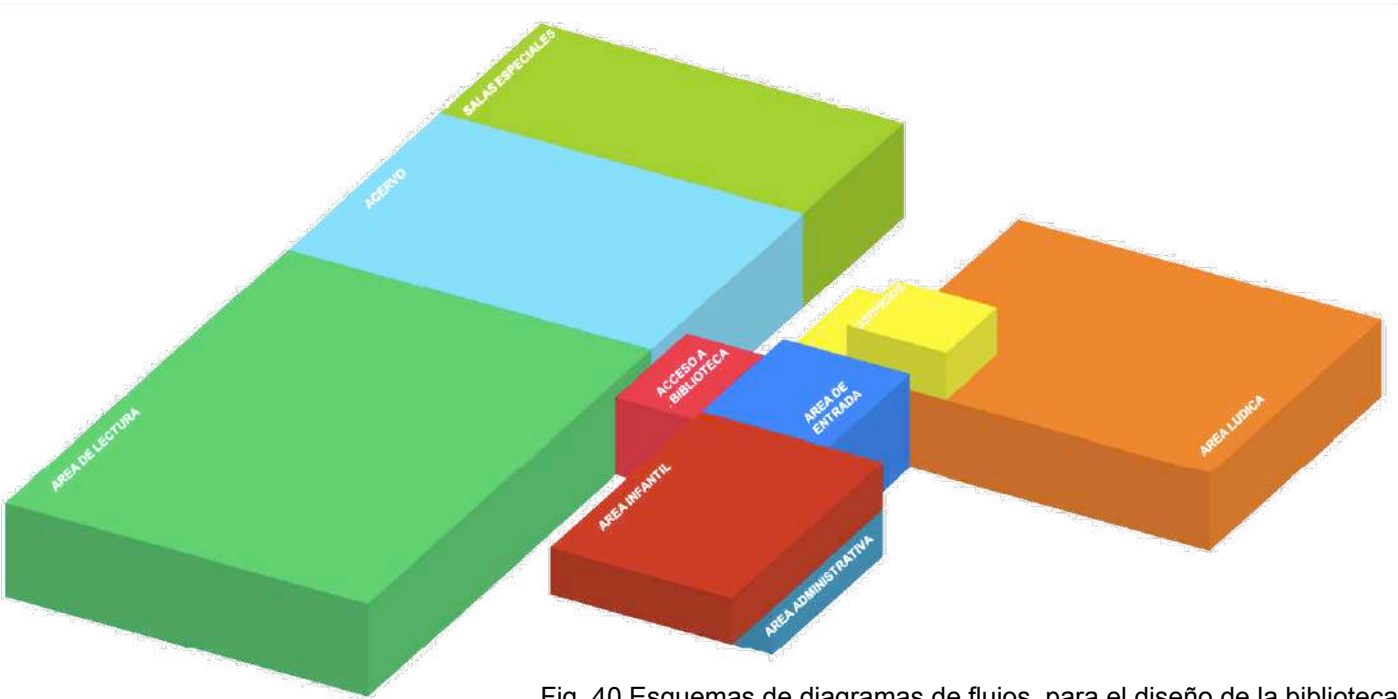 SALAS ESPECIALES
ACERVO
AREA DE LECTURA
ACCESO A
BIBLIOTECA
AREA DE
ENTRADA
AREA INFANTIL
AREA ADMINISTRATIVA
AREA LUDICA
Fig. 40 Esquemas de diagramas de flujos, para el diseño de la biblioteca